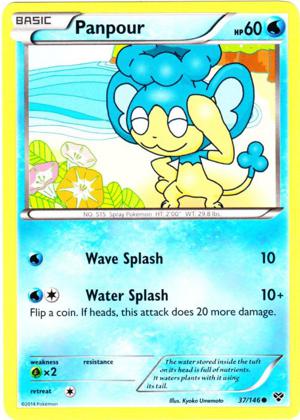 BASIC
Panpour
HP60
NO. 515 Spray Pokémon HT: 2'00" WT: 29.8 lbs.
Wave Splash 10
Water Splash 10+
Flip a coin. If heads, this attack does 20 more damage.
weakness
resistance
×2
retreat
The water stored inside the tuft
on its head is full of nutrients.
It waters plants with it using
its tail.
Illus. Kyoko Umemoto
37/146
©2014 Pokémon